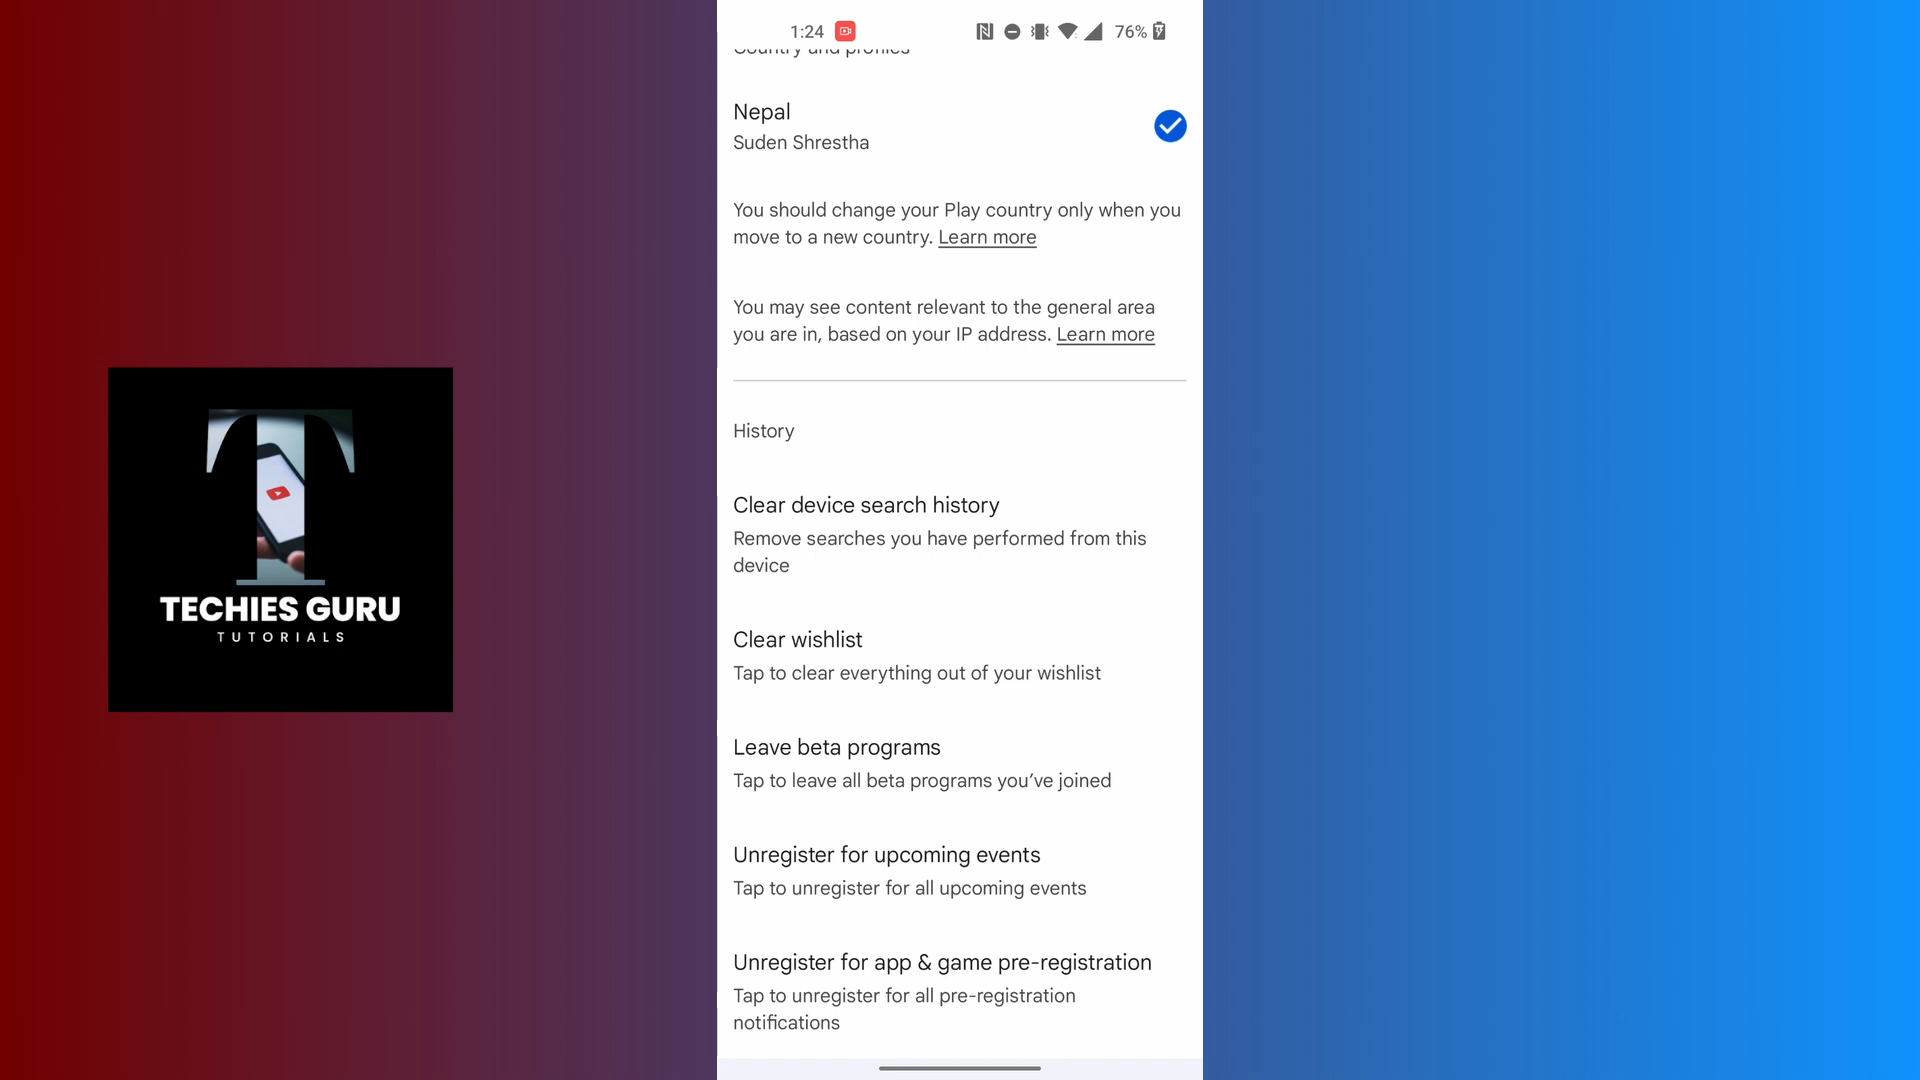 1:24
76%
Country and profiles
Nepal
Suden Shrestha
You should change your Play country only when you
move to a new country. Learn more
You may see content relevant to the general area
you are in, based on your IP address. Learn more
History
Clear device search history
Remove searches you have performed from this
device
Clear wishlist
Tap to clear everything out of your wishlist
Leave beta programs
Tap to leave all beta programs you’ve joined
Unregister for upcoming events
Tap to unregister for all upcoming events
Unregister for app & game pre-registration
Tap to unregister for all pre-registration
notifications
T
TECHIES GURU
TUTORIALS